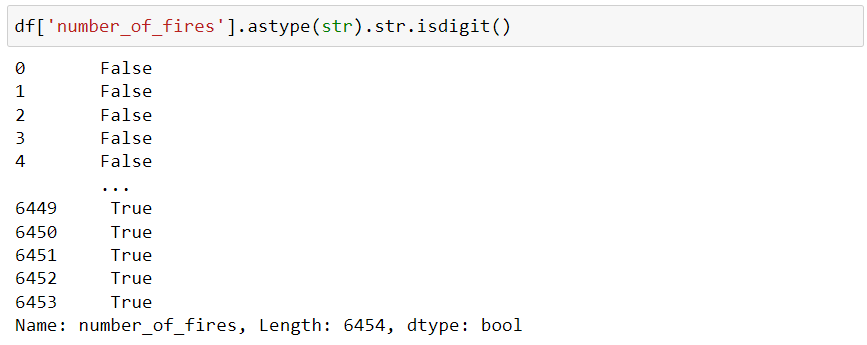 df['number_of_fires'].astype(str).str.isdigit()
0       False
1       False
2       False
3       False
4       False
        ...
6449     True
6450     True
6451     True
6452     True
6453     True
Name: number_of_fires, Length: 6454, dtype: bool